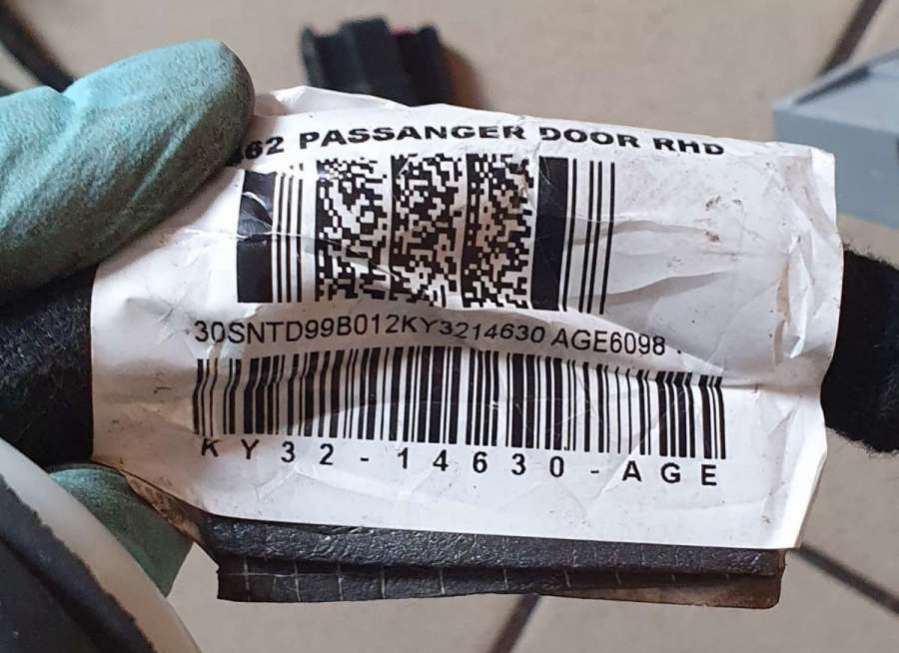 62 PASSANGER DOOR RHD
30SNTD99B012KY3214630 AGE6098
KY32-14630-AGE